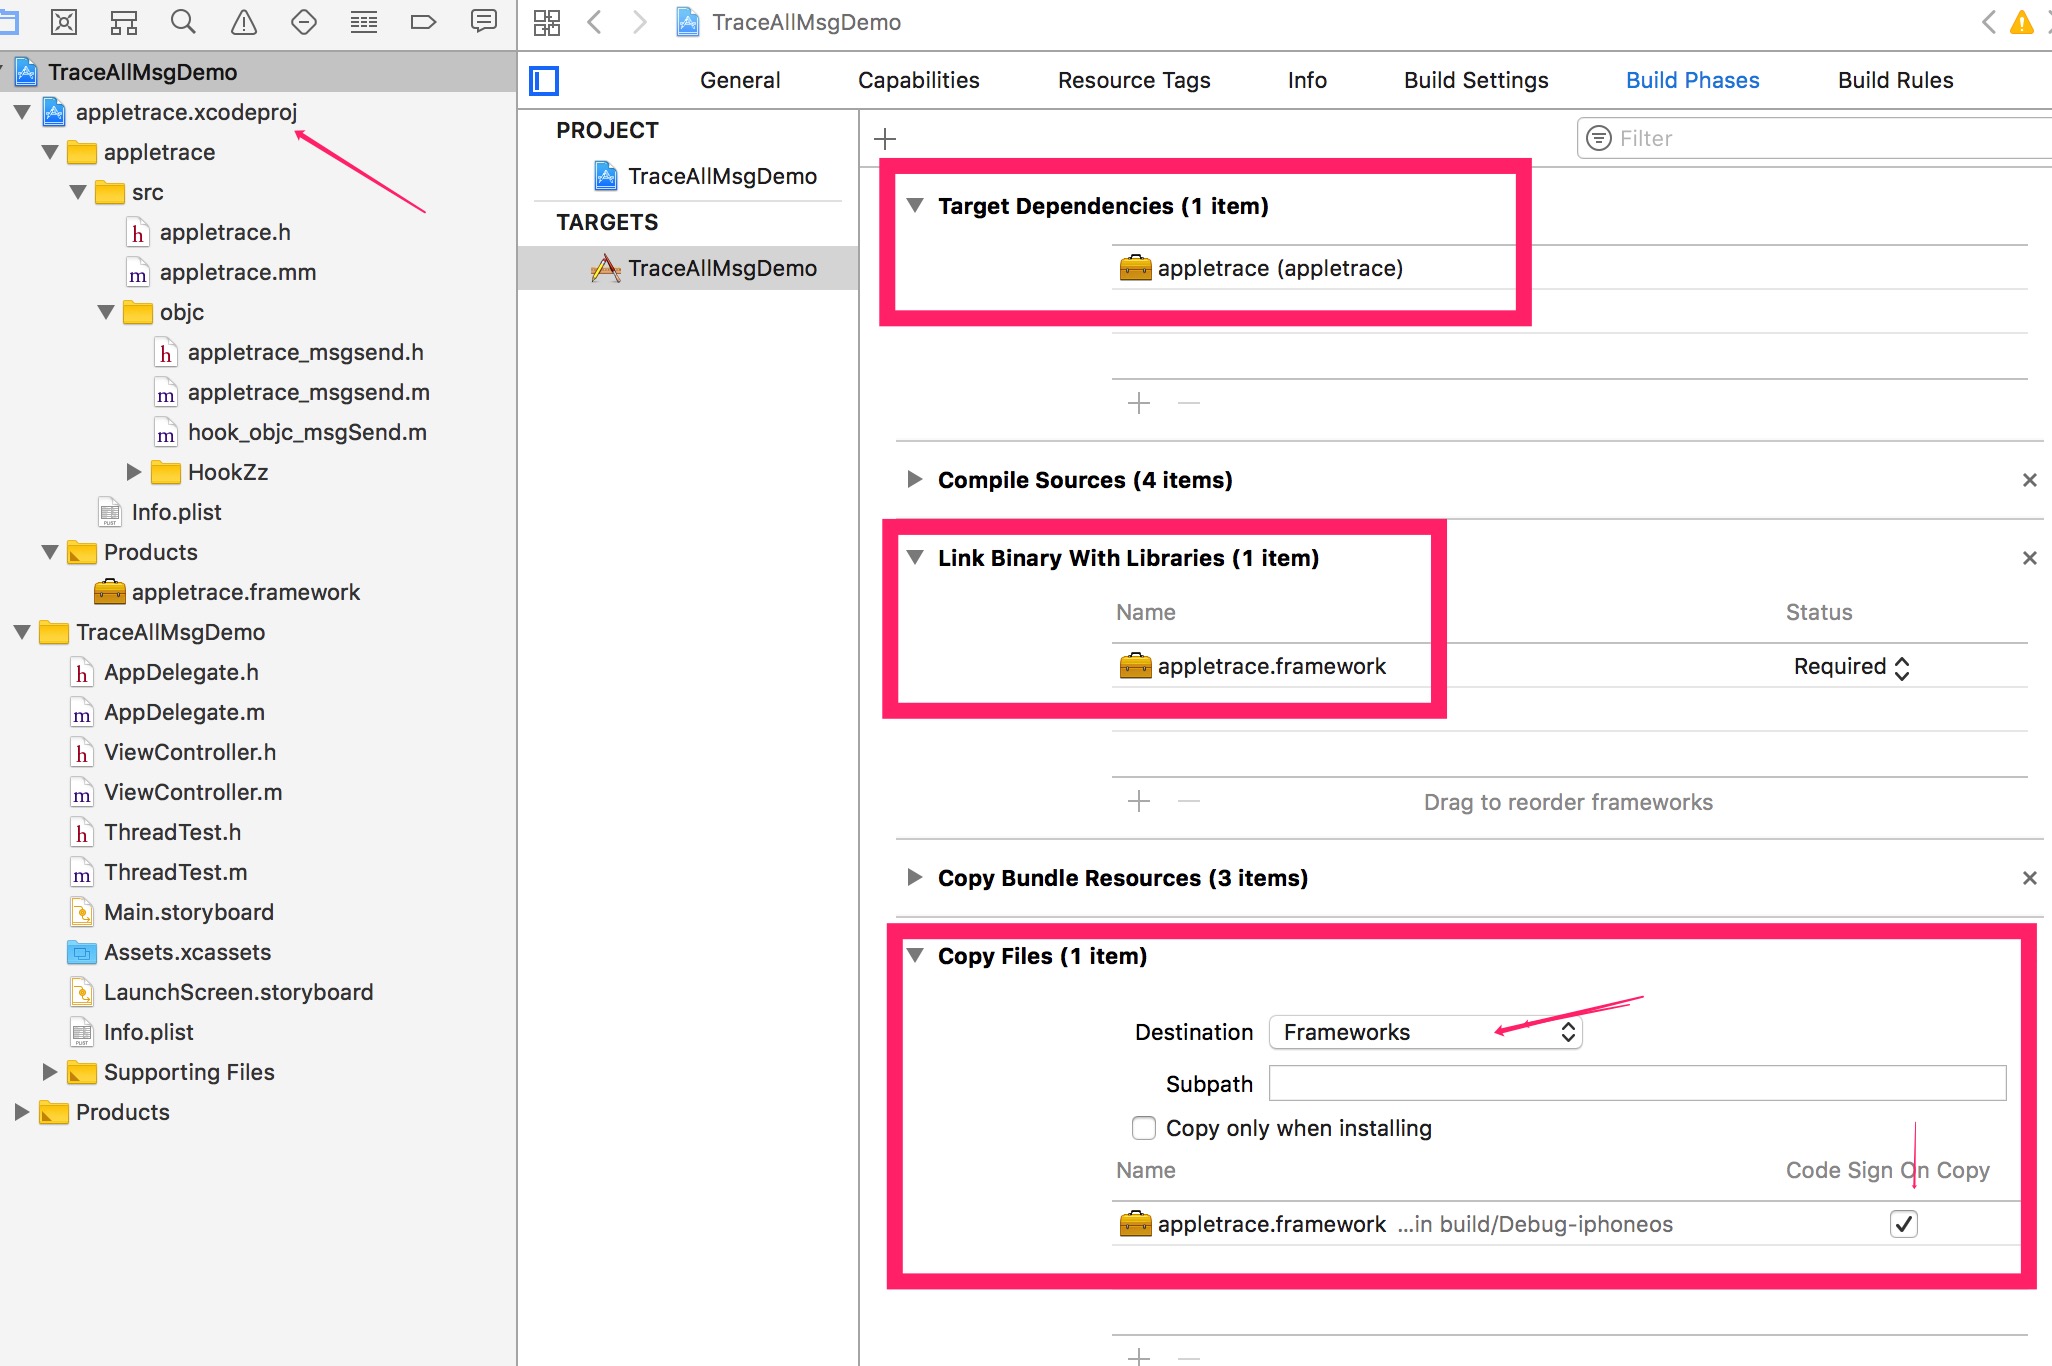 TraceAllMsgDemo
appletrace.xcodeproj
appletrace
src
h appletrace.h
m appletrace.mm
objc
h appletrace_msgsend.h
m appletrace_msgsend.m
m hook_objc_msgSend.m
HookZz
Info.plist
Products
appletrace.framework
TraceAllMsgDemo
h AppDelegate.h
m AppDelegate.m
h ViewController.h
m ViewController.m
h ThreadTest.h
m ThreadTest.m
Main.storyboard
Assets.xcassets
LaunchScreen.storyboard
Info.plist
Supporting Files
Products
TraceAllMsgDemo
General Capabilities Resource Tags Info Build Settings Build Phases Build Rules
PROJECT
TraceAllMsgDemo
TARGETS
TraceAllMsgDemo
Filter
Target Dependencies (1 item)
appletrace (appletrace)
Compile Sources (4 items)
Link Binary With Libraries (1 item)
Name Status
appletrace.framework Required
Drag to reorder frameworks
Copy Bundle Resources (3 items)
Copy Files (1 item)
Destination Frameworks
Subpath
Copy only when installing
Name Code Sign On Copy
appletrace.framework ...in build/Debug-iphoneos